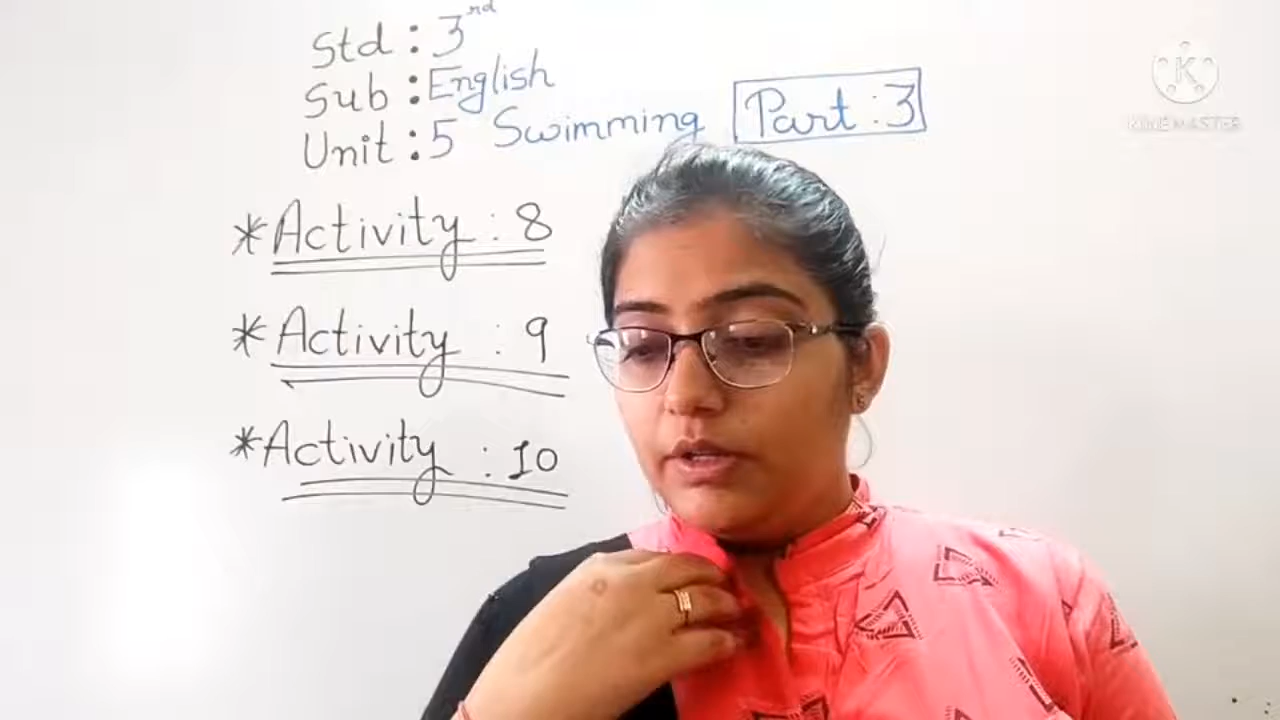 Std : 3rd
Sub : English
Unit : 5 Swimming Part : 3
*Activity : 8
*Activity : 9
*Activity : 10
K
KINEMASTER